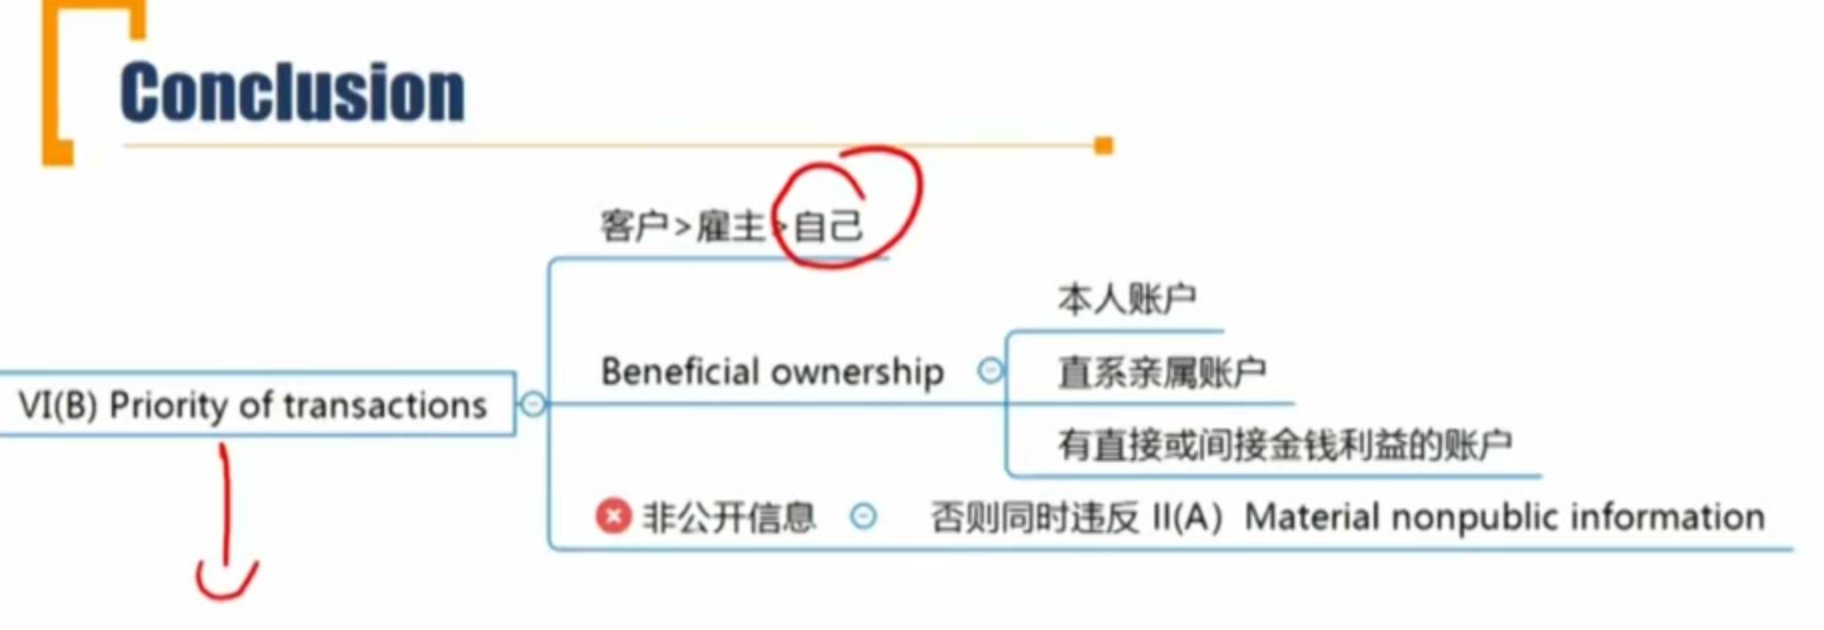 Conclusion
客户>雇主>自己
本人账户
Beneficial ownership
直系亲属账户
VI(B) Priority of transactions
有直接或间接金钱利益的账户
非公开信息
否则同时违反 II(A) Material nonpublic information